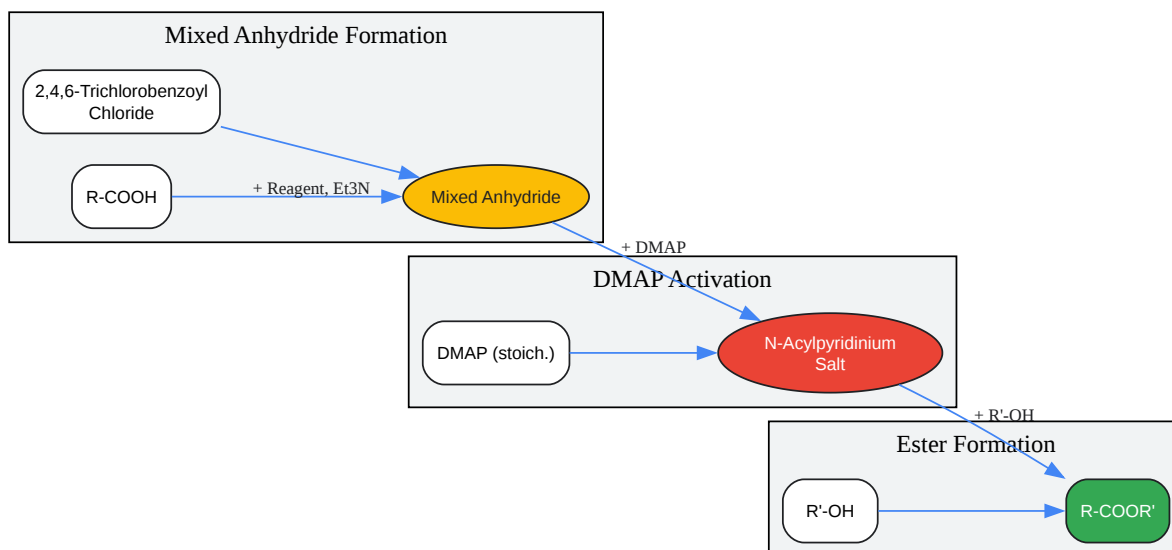 Mixed Anhydride Formation
2,4,6-Trichlorobenzoyl
Chloride
R-COOH
+ Reagent, Et3N
Mixed Anhydride
+ DMAP
DMAP Activation
DMAP (stoich.)
N-Acylpyridinium
Salt
+ R'-OH
Ester Formation
R'-OH
R-COOR'